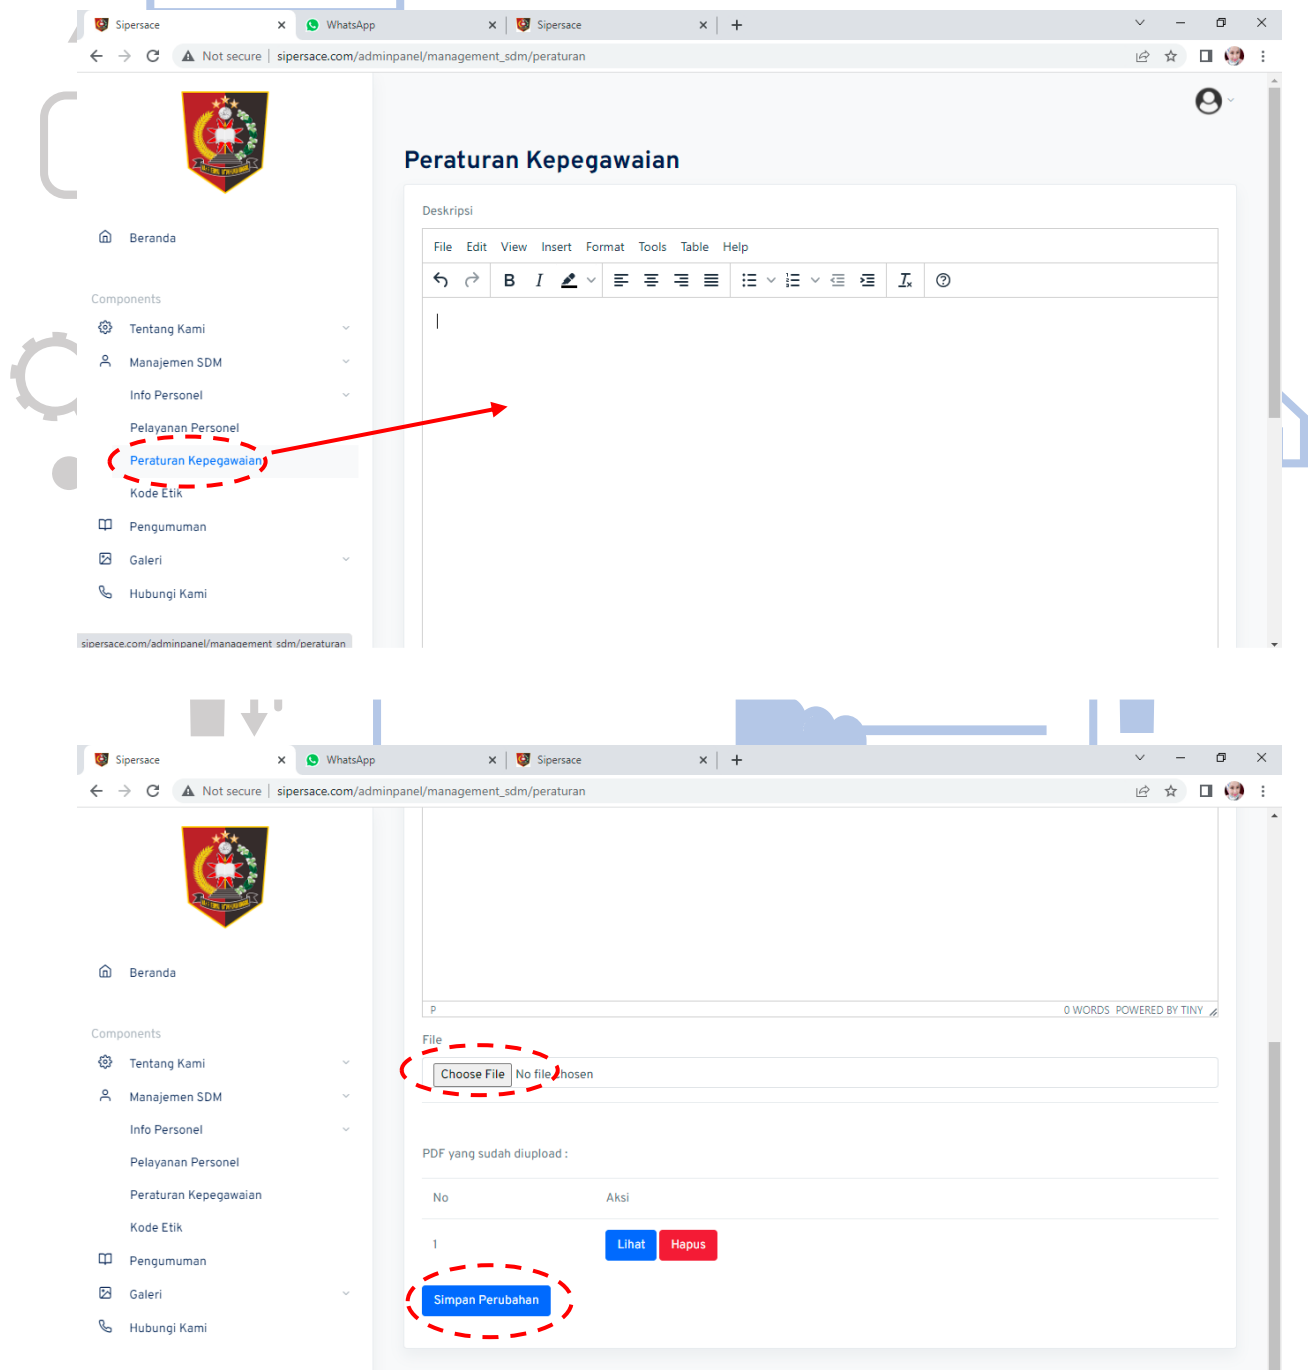 Sipersace
WhatsApp
Sipersace
Not secure | sipersace.com/adminpanel/management_sdm/peraturan
Peraturan Kepegawaian
Deskripsi
File Edit View Insert Format Tools Table Help
Beranda
Components
Tentang Kami
Manajemen SDM
Info Personel
Pelayanan Personel
Peraturan Kepegawaian
Kode Etik
Pengumuman
Galeri
Hubungi Kami
sipersace.com/adminpanel/management_sdm/peraturan
Sipersace
WhatsApp
Sipersace
Not secure | sipersace.com/adminpanel/management_sdm/peraturan
Beranda
Components
Tentang Kami
Manajemen SDM
Info Personel
Pelayanan Personel
Peraturan Kepegawaian
Kode Etik
Pengumuman
Galeri
Hubungi Kami
P 0 WORDS POWERED BY TINY
File
Choose File No file chosen
PDF yang sudah diupload :
No Aksi
1 Lihat Hapus
Simpan Perubahan